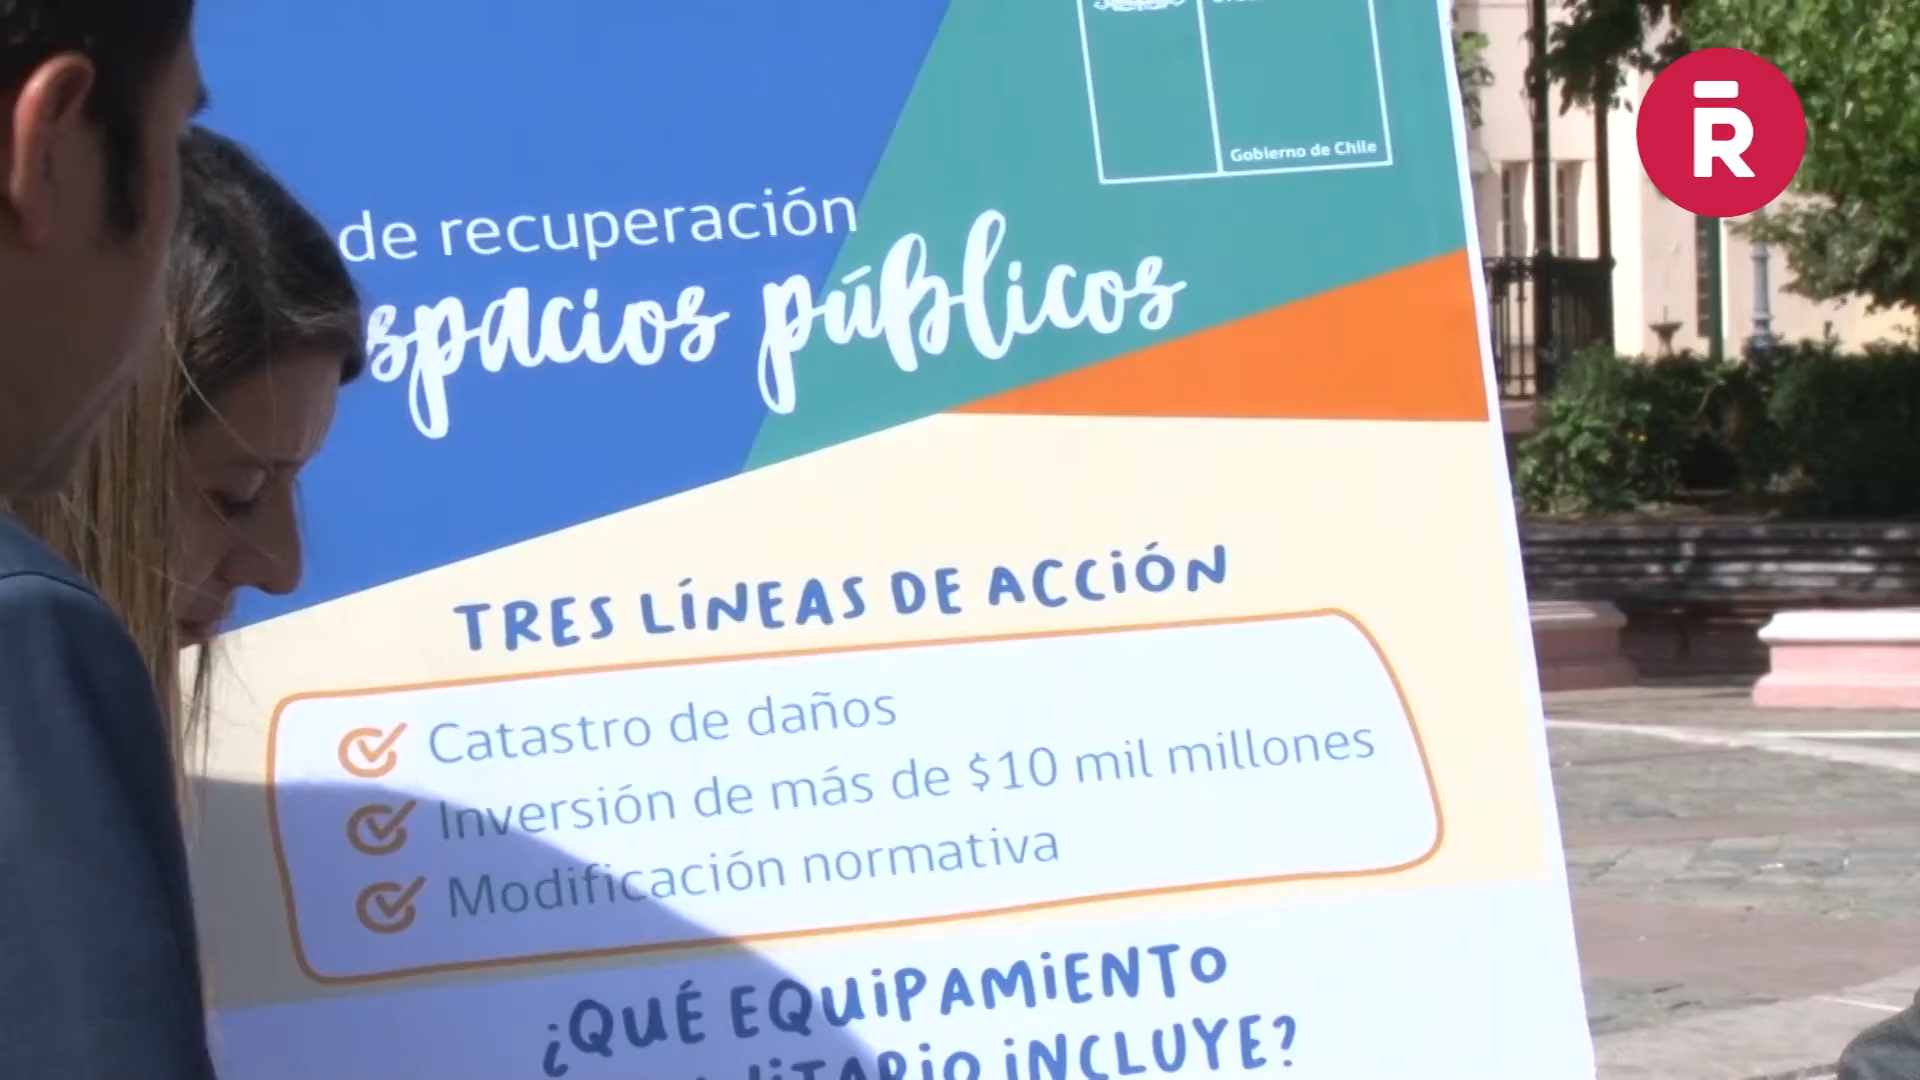 Gobierno de Chile
R
de recuperación
spacios públicos
TRES LÍNEAS DE ACCIÓN
Catastro de daños
Inversión de más de $10 mil millones
Modificación normativa
¿QUÉ EQUIPAMIENTO
INCLUYE?